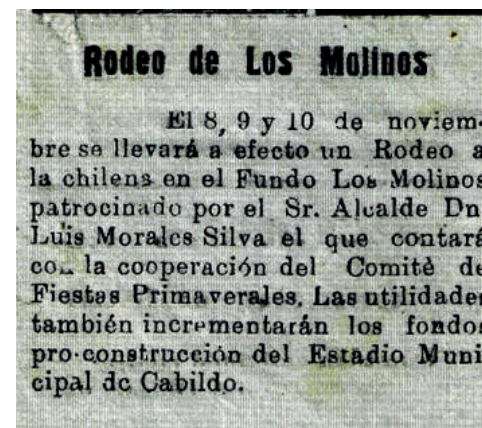 Rodeo de Los Molinos
El 8, 9 y 10 de noviem-
bre se llevará a efecto un Rodeo a
la chilena en el Fundo Los Molinos
patrocinado por el Sr. Alcalde Dn
Luis Morales Silva el que contará
con la cooperación del Comitè de
Fiestas Primaverales. Las utilidades
también incrementarán los fondos
pro-construcción del Estadio Muni
cipal de Cabildo.